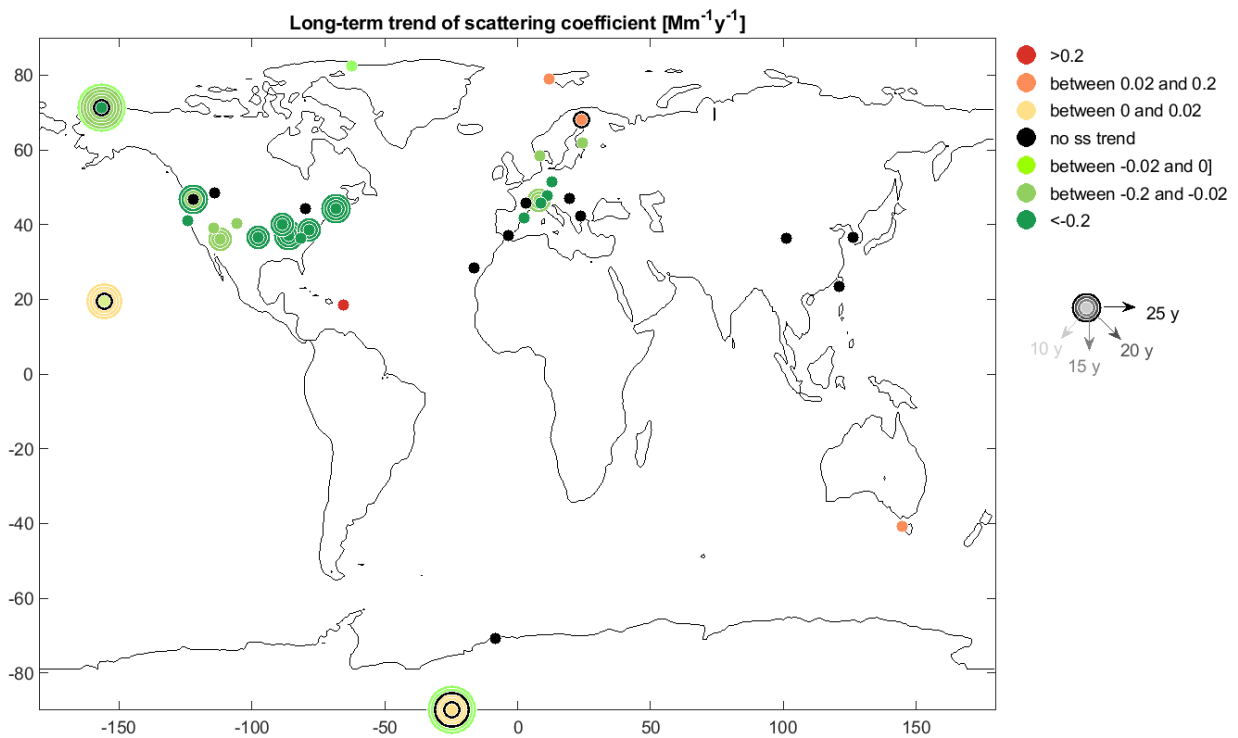 Long-term trend of scattering coefficient [Mm⁻¹y⁻¹]
80
60
40
20
0
-20
-40
-60
-80
-150
-100
-50
0
50
100
150
>0.2
between 0.02 and 0.2
between 0 and 0.02
no ss trend
between -0.02 and 0]
between -0.2 and -0.02
<-0.2
25 y
20 y
15 y
10 y